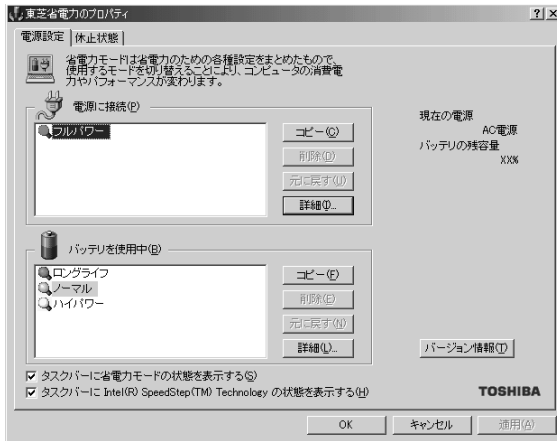 東芝省電力のプロパティ
電源設定 休止状態
省電力モードは省電力のための各種設定をまとめたもので、
使用するモードを切り替えることにより、コンピュータの消費電
力やパフォーマンスが変わります。
電源に接続(P)
フルパワー
コピー(C)
削除(D)
元に戻す(U)
詳細(I)...
現在の電源
AC電源
バッテリの残容量
XX%
バッテリを使用中(B)
ロングライフ
ノーマル
ハイパワー
コピー(F)
削除(E)
元に戻す(N)
詳細(L)...
バージョン情報(T)
タスクバーに省電力モードの状態を表示する(S)
タスクバーに Intel(R) SpeedStep(TM) Technology の状態を表示する(H)
TOSHIBA
OK キャンセル 適用(A)